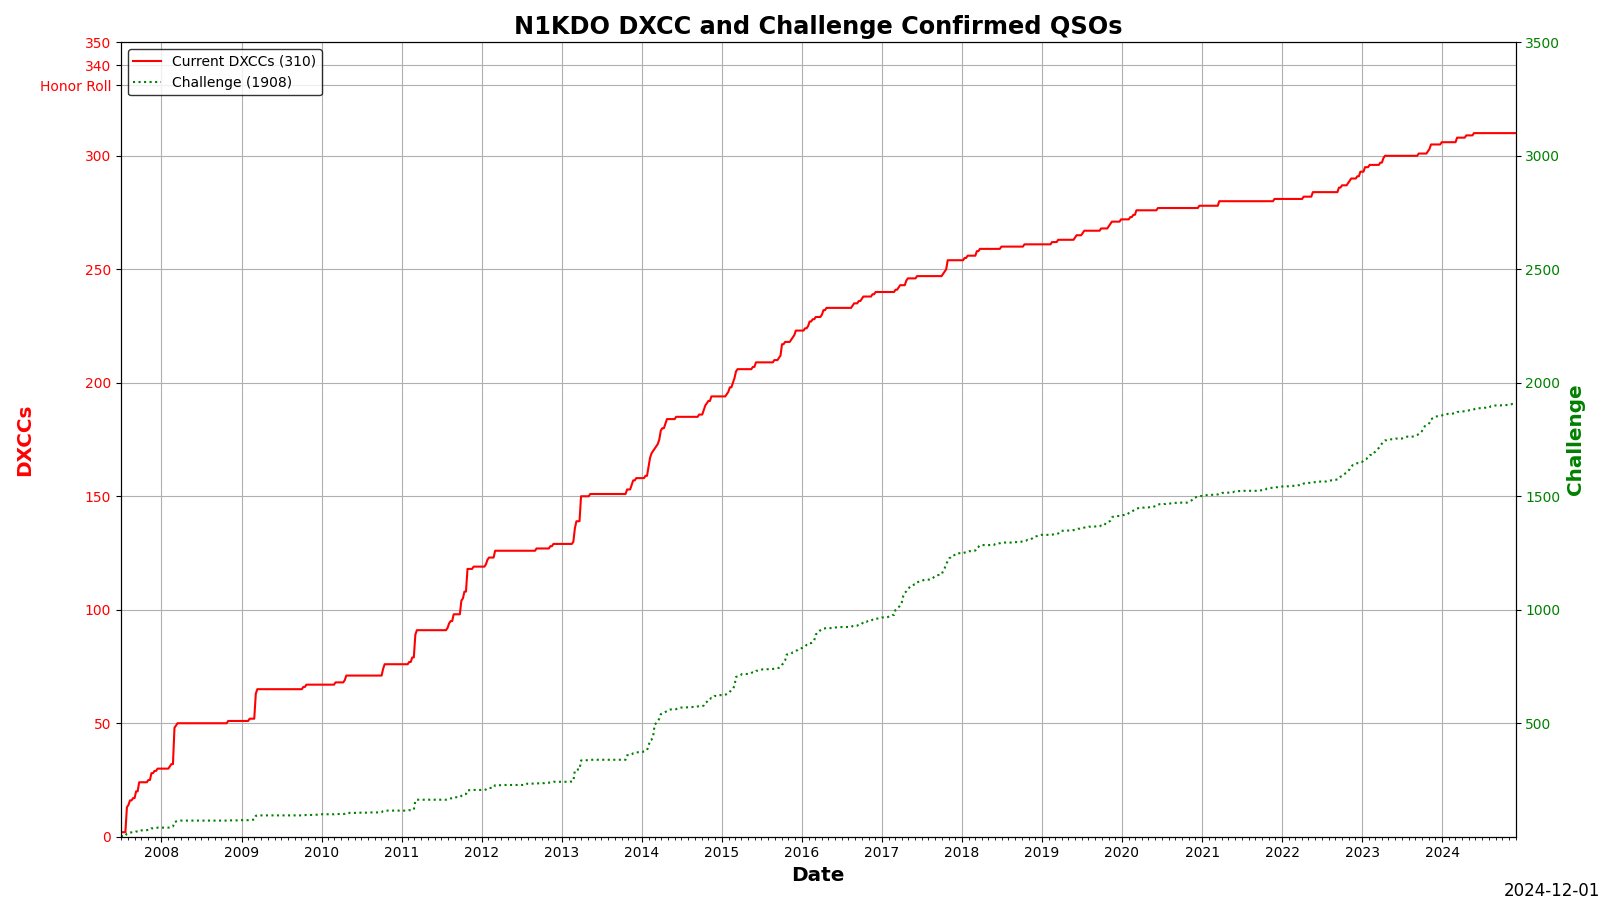 N1KDO DXCC and Challenge Confirmed QSOs
Current DXCCs (310)
Challenge (1908)
350
340
Honor Roll
300
250
200
150
100
50
0
DXCCs
3500
3000
2500
2000
1500
1000
500
Challenge
2008 2009 2010 2011 2012 2013 2014 2015 2016 2017 2018 2019 2020 2021 2022 2023 2024
Date
2024-12-01